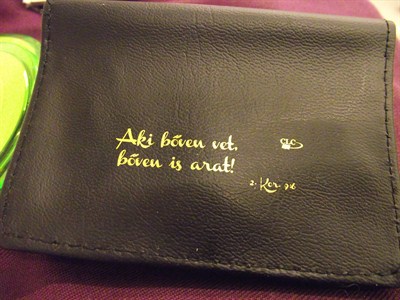 Aki bőven vet,
bőven is arat!
2. Kor. 9:6